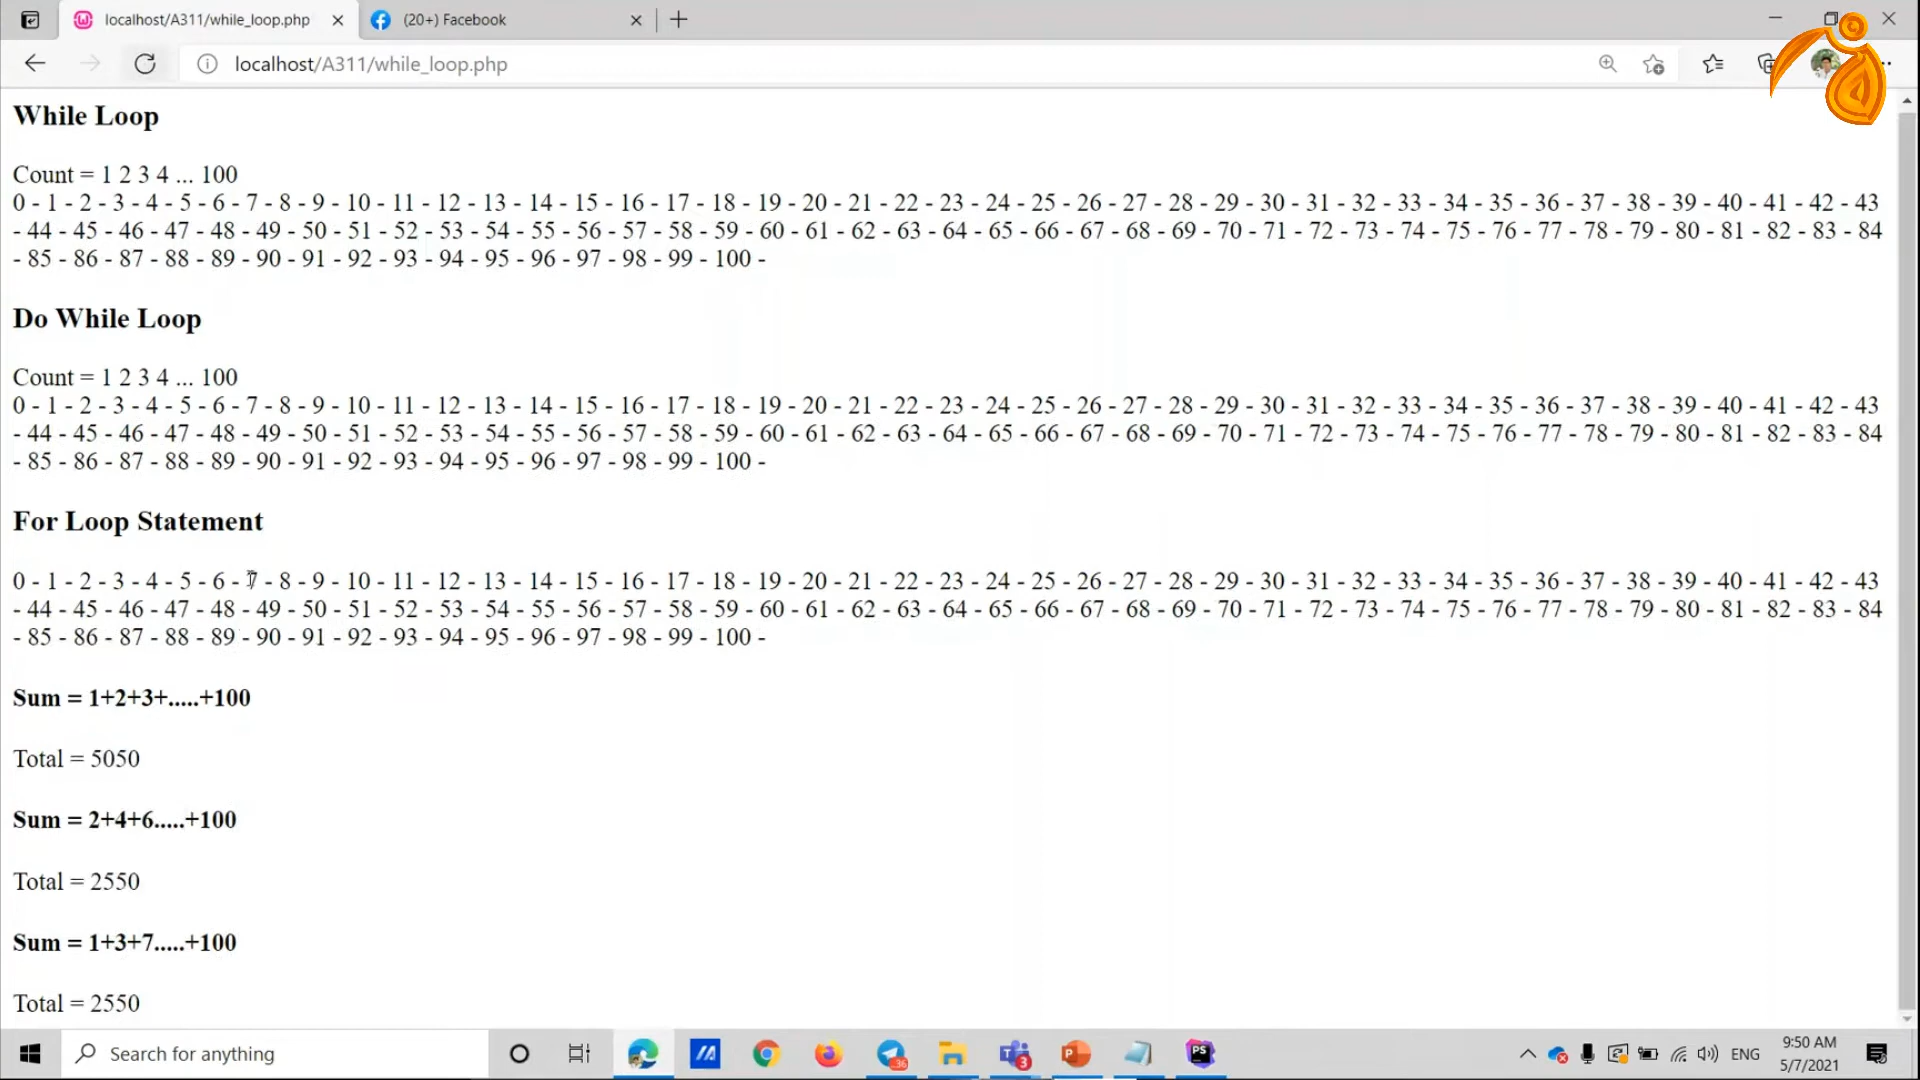 localhost/A311/while_loop.php
(20+) Facebook
localhost/A311/while_loop.php
While Loop
Count = 1 2 3 4 ... 100
0 - 1 - 2 - 3 - 4 - 5 - 6 - 7 - 8 - 9 - 10 - 11 - 12 - 13 - 14 - 15 - 16 - 17 - 18 - 19 - 20 - 21 - 22 - 23 - 24 - 25 - 26 - 27 - 28 - 29 - 30 - 31 - 32 - 33 - 34 - 35 - 36 - 37 - 38 - 39 - 40 - 41 - 42 - 43
- 44 - 45 - 46 - 47 - 48 - 49 - 50 - 51 - 52 - 53 - 54 - 55 - 56 - 57 - 58 - 59 - 60 - 61 - 62 - 63 - 64 - 65 - 66 - 67 - 68 - 69 - 70 - 71 - 72 - 73 - 74 - 75 - 76 - 77 - 78 - 79 - 80 - 81 - 82 - 83 - 84
- 85 - 86 - 87 - 88 - 89 - 90 - 91 - 92 - 93 - 94 - 95 - 96 - 97 - 98 - 99 - 100 -
Do While Loop
Count = 1 2 3 4 ... 100
0 - 1 - 2 - 3 - 4 - 5 - 6 - 7 - 8 - 9 - 10 - 11 - 12 - 13 - 14 - 15 - 16 - 17 - 18 - 19 - 20 - 21 - 22 - 23 - 24 - 25 - 26 - 27 - 28 - 29 - 30 - 31 - 32 - 33 - 34 - 35 - 36 - 37 - 38 - 39 - 40 - 41 - 42 - 43
- 44 - 45 - 46 - 47 - 48 - 49 - 50 - 51 - 52 - 53 - 54 - 55 - 56 - 57 - 58 - 59 - 60 - 61 - 62 - 63 - 64 - 65 - 66 - 67 - 68 - 69 - 70 - 71 - 72 - 73 - 74 - 75 - 76 - 77 - 78 - 79 - 80 - 81 - 82 - 83 - 84
- 85 - 86 - 87 - 88 - 89 - 90 - 91 - 92 - 93 - 94 - 95 - 96 - 97 - 98 - 99 - 100 -
For Loop Statement
0 - 1 - 2 - 3 - 4 - 5 - 6 - 7 - 8 - 9 - 10 - 11 - 12 - 13 - 14 - 15 - 16 - 17 - 18 - 19 - 20 - 21 - 22 - 23 - 24 - 25 - 26 - 27 - 28 - 29 - 30 - 31 - 32 - 33 - 34 - 35 - 36 - 37 - 38 - 39 - 40 - 41 - 42 - 43
- 44 - 45 - 46 - 47 - 48 - 49 - 50 - 51 - 52 - 53 - 54 - 55 - 56 - 57 - 58 - 59 - 60 - 61 - 62 - 63 - 64 - 65 - 66 - 67 - 68 - 69 - 70 - 71 - 72 - 73 - 74 - 75 - 76 - 77 - 78 - 79 - 80 - 81 - 82 - 83 - 84
- 85 - 86 - 87 - 88 - 89 - 90 - 91 - 92 - 93 - 94 - 95 - 96 - 97 - 98 - 99 - 100 -
Sum = 1+2+3+.....+100
Total = 5050
Sum = 2+4+6.....+100
Total = 2550
Sum = 1+3+7.....+100
Total = 2550
Search for anything
36
3
ENG
9:50 AM
5/7/2021